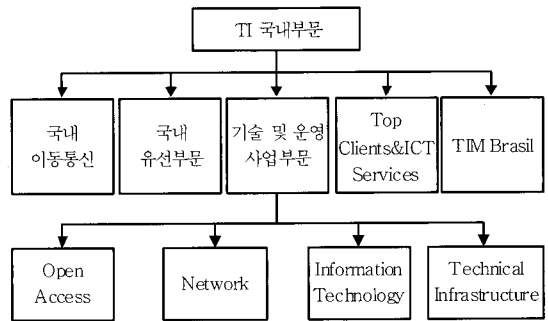 TI 국내부문
국내
이동통신
국내
유선부문
기술 및 운영
사업부문
Top
Clients&ICT
Services
TIM Brasil
Open
Access
Network
Information
Technology
Technical
Infrastructure